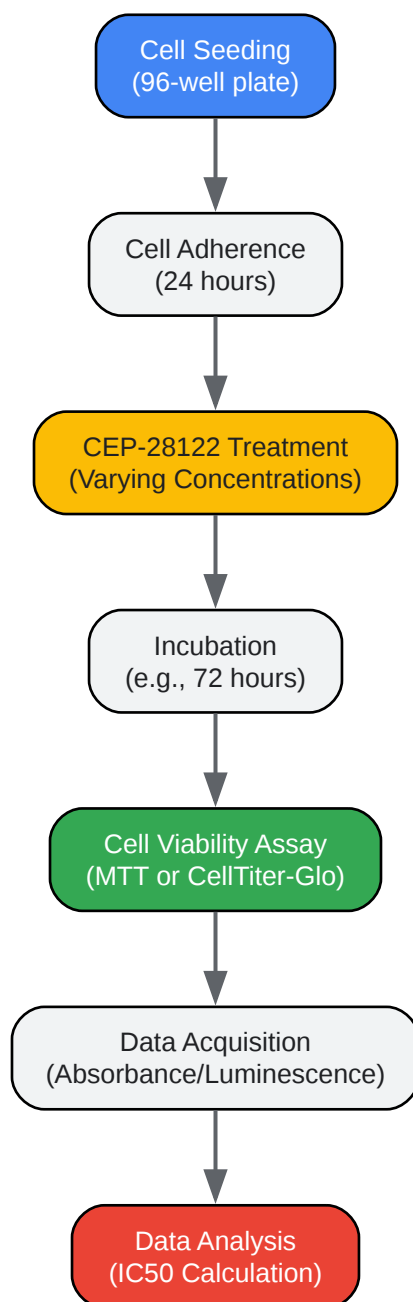 Cell Seeding
(96-well plate)
Cell Adherence
(24 hours)
CEP-28122 Treatment
(Varying Concentrations)
Incubation
(e.g., 72 hours)
Cell Viability Assay
(MTT or CellTiter-Glo)
Data Acquisition
(Absorbance/Luminescence)
Data Analysis
(IC50 Calculation)